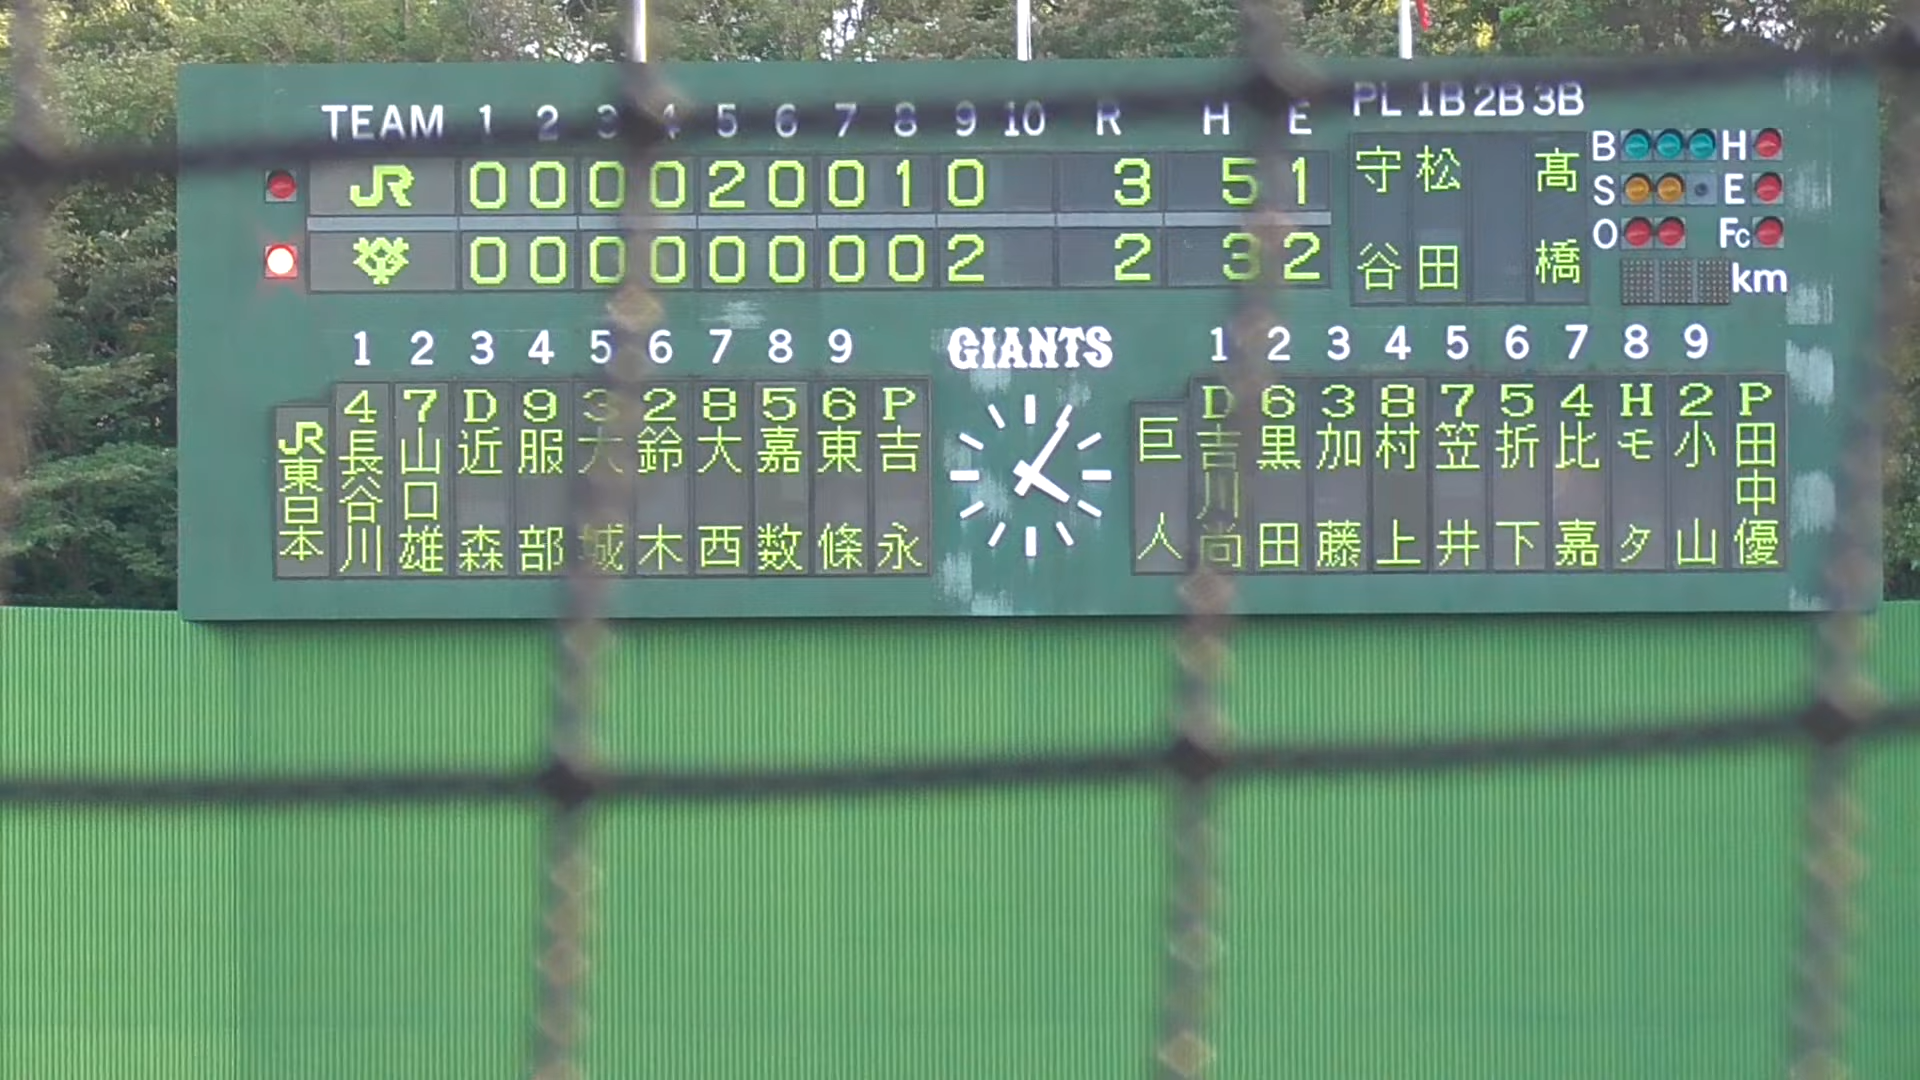 TEAM 1 2 3 4 5 6 7 8 9 10 R H E
JR 0 0 0 0 2 0 0 1 0 3 5 1
0 0 0 0 0 0 0 0 2 2 3 2
PL 1B 2B 3B
守谷 松田 髙橋
B H
S E
O Fc
km
1 2 3 4 5 6 7 8 9
JR東日本
4 長谷川
7 山口雄
D 近森
9 服部
3 大城
2 鈴木
8 大西
5 嘉数
6 東條
P 吉永
GIANTS
1 2 3 4 5 6 7 8 9
巨人
D 吉川尚
6 黒田
3 加藤
8 村上
7 笠井
5 折下
4 比嘉
H モタ
2 小山
P 田中優